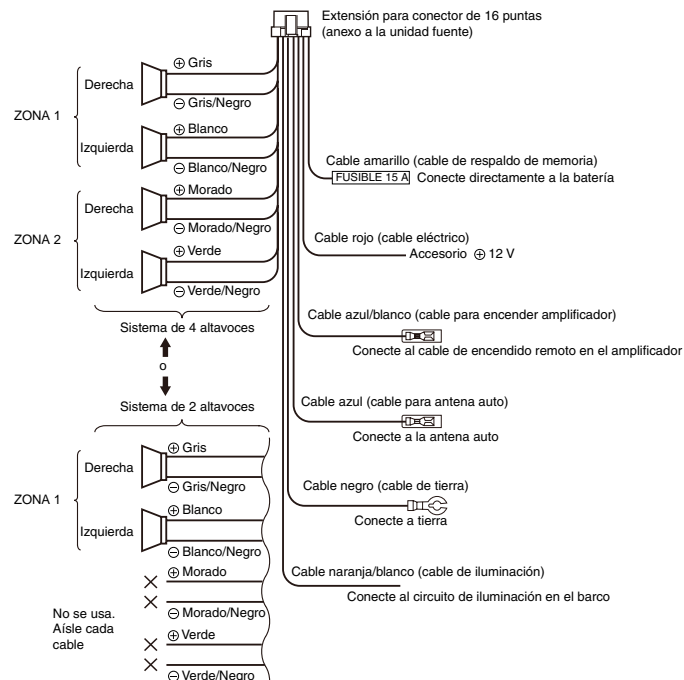 Extensión para conector de 16 puntas
(anexo a la unidad fuente)
ZONA 1
Derecha
⊕ Gris
⊖ Gris/Negro
Izquierda
⊕ Blanco
⊖ Blanco/Negro
ZONA 2
Derecha
⊕ Morado
⊖ Morado/Negro
Izquierda
⊕ Verde
⊖ Verde/Negro
Sistema de 4 altavoces
o
Sistema de 2 altavoces
ZONA 1
Derecha
⊕ Gris
⊖ Gris/Negro
Izquierda
⊕ Blanco
⊖ Blanco/Negro
No se usa.
Aísle cada
cable
⊕ Morado
⊖ Morado/Negro
⊕ Verde
⊖ Verde/Negro
Cable amarillo (cable de respaldo de memoria)
FUSIBLE 15 A Conecte directamente a la batería
Cable rojo (cable eléctrico)
Accesorio ⊕ 12 V
Cable azul/blanco (cable para encender amplificador)
Conecte al cable de encendido remoto en el amplificador
Cable azul (cable para antena auto)
Conecte a la antena auto
Cable negro (cable de tierra)
Conecte a tierra
Cable naranja/blanco (cable de iluminación)
Conecte al circuito de iluminación en el barco